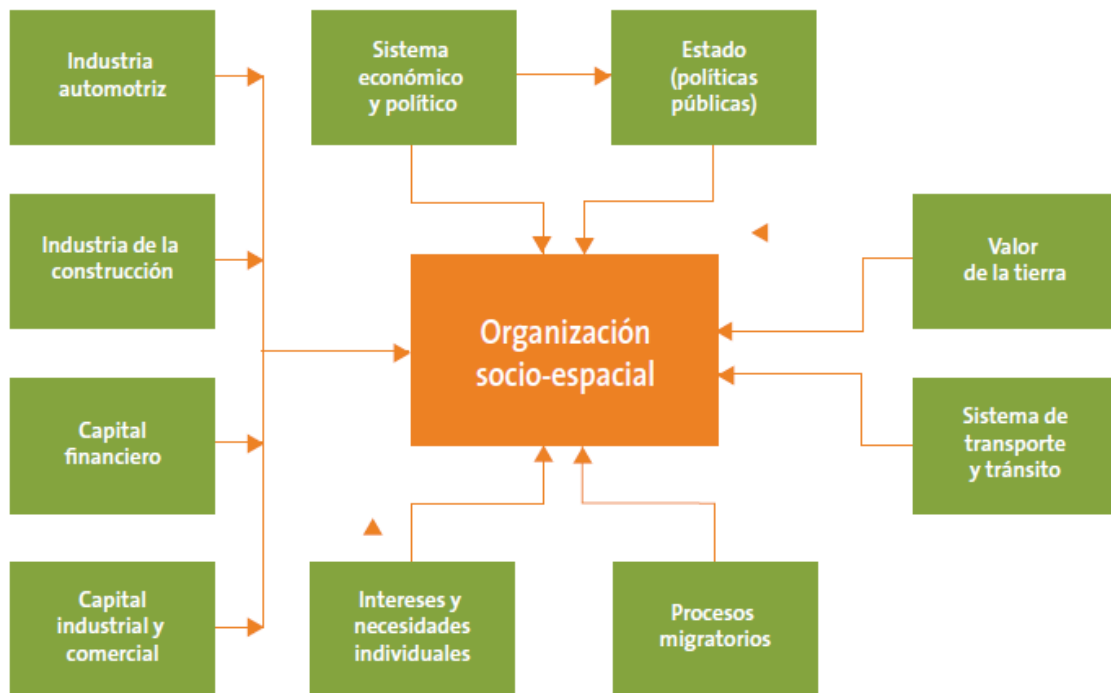 Industria
automotriz
Sistema
económico
y político
Estado
(políticas
públicas)
Industria de la
construcción
Valor
de la tierra
Organización
socio-espacial
Capital
financiero
Sistema de
transporte
y tránsito
Capital
industrial y
comercial
Intereses y
necesidades
individuales
Procesos
migratorios